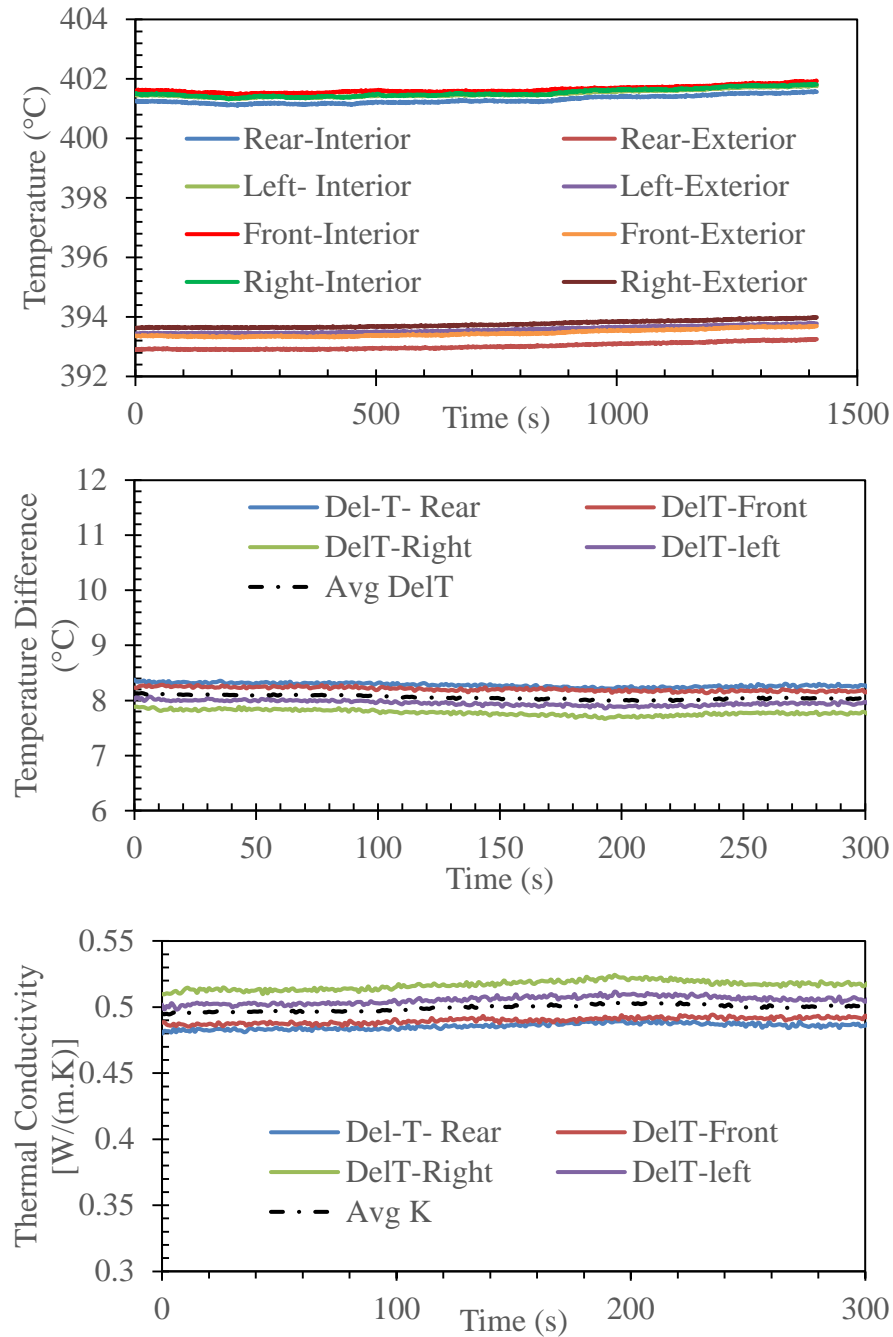 404
402
400
398
396
394
392
Temperature (°C)
Rear-Interior
Rear-Exterior
Left- Interior
Left-Exterior
Front-Interior
Front-Exterior
Right-Interior
Right-Exterior
0
500
1000
1500
Time (s)
12
11
10
9
8
7
6
Temperature Difference
(°C)
Del-T- Rear
DelT-Front
DelT-Right
DelT-left
Avg DelT
0
50
100
150
200
250
300
Time (s)
0.55
0.5
0.45
0.4
0.35
0.3
Thermal Conductivity
[W/(m.K)]
Del-T- Rear
DelT-Front
DelT-Right
DelT-left
Avg K
0
100
200
300
Time (s)